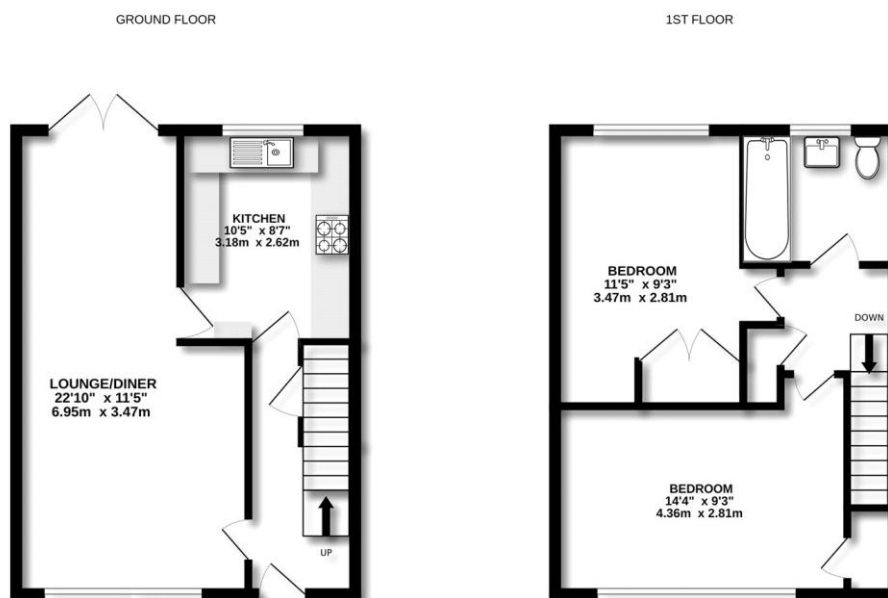 GROUND FLOOR
1ST FLOOR
KITCHEN
10'5" x 8'7"
3.18m x 2.62m
LOUNGE/DINER
22'10" x 11'5"
6.95m x 3.47m
UP
BEDROOM
11'5" x 9'3"
3.47m x 2.81m
DOWN
BEDROOM
14'4" x 9'3"
4.36m x 2.81m